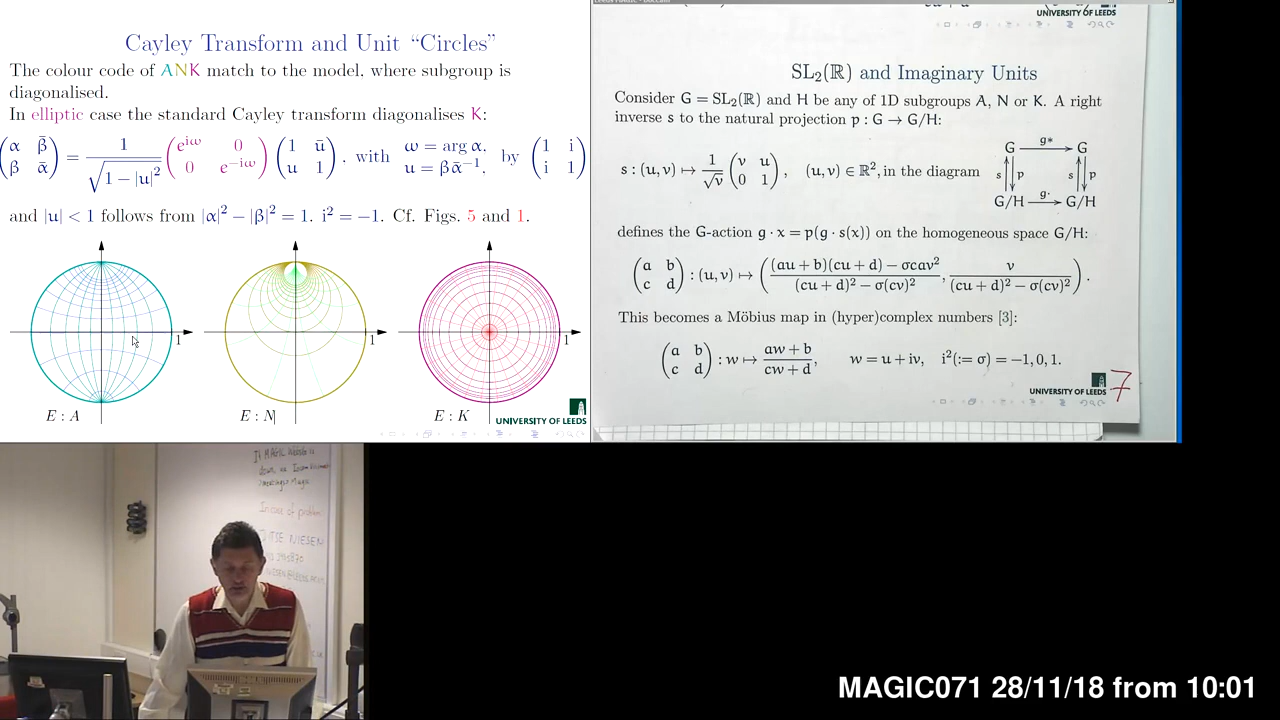 Cayley Transform and Unit “Circles”
The colour code of ANK match to the model, where subgroup is
diagonalised.
In elliptic case the standard Cayley transform diagonalises K:
(α β̄ ; β ᾱ) = 1/√(1 − |u|²) (e^{iω} 0 ; 0 e^{−iω}) (1 ū ; u 1), with ω = arg α, u = βᾱ⁻¹, by (1 i ; i 1)
and |u| < 1 follows from |α|² − |β|² = 1. i² = −1. Cf. Figs. 5 and 1.
1 1 1
E : A E : N E : K
UNIVERSITY OF LEEDS
UNIVERSITY OF LEEDS
SL₂(ℝ) and Imaginary Units
Consider G = SL₂(ℝ) and H be any of 1D subgroups A, N or K. A right
inverse s to the natural projection p : G → G/H:
s : (u, v) ↦ 1/√v (v u ; 0 1), (u, v) ∈ ℝ², in the diagram
G g* G
s p s p
G/H g· G/H
defines the G-action g · x = p(g · s(x)) on the homogeneous space G/H:
(a b ; c d) : (u, v) ↦ ( ((au + b)(cu + d) − σcav²)/((cu + d)² − σ(cv)²), v/((cu + d)² − σ(cv)²) ).
This becomes a Möbius map in (hyper)complex numbers [3]:
(a b ; c d) : w ↦ (aw + b)/(cw + d), w = u + iv, i²(:= σ) = −1, 0, 1.
UNIVERSITY OF LEEDS
7
In case of problem
MAGIC071 28/11/18 from 10:01